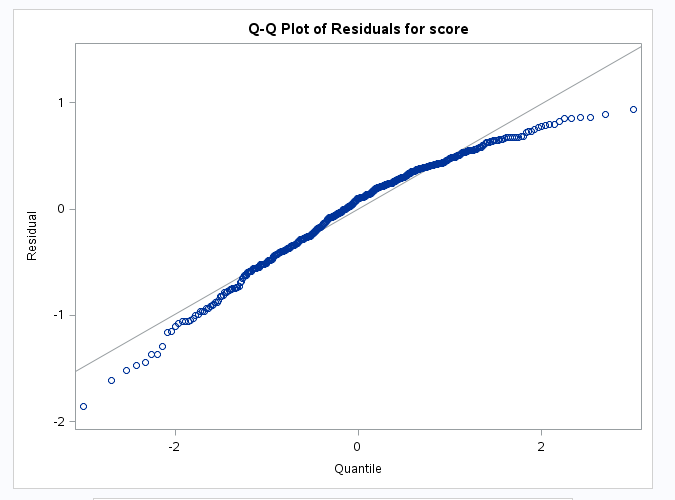 Q-Q Plot of Residuals for score
1
0
-1
-2
Residual
-2
0
2
Quantile